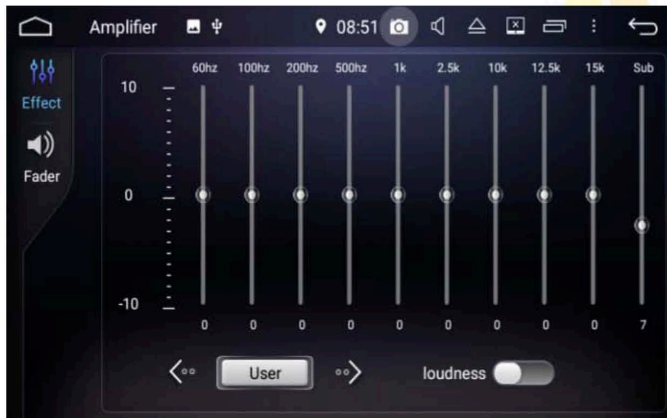 Amplifier 08:51
60hz 100hz 200hz 500hz 1k 2.5k 10k 12.5k 15k Sub
Effect
Fader
10
0
-10
0 0 0 0 0 0 0 0 0 7
User loudness